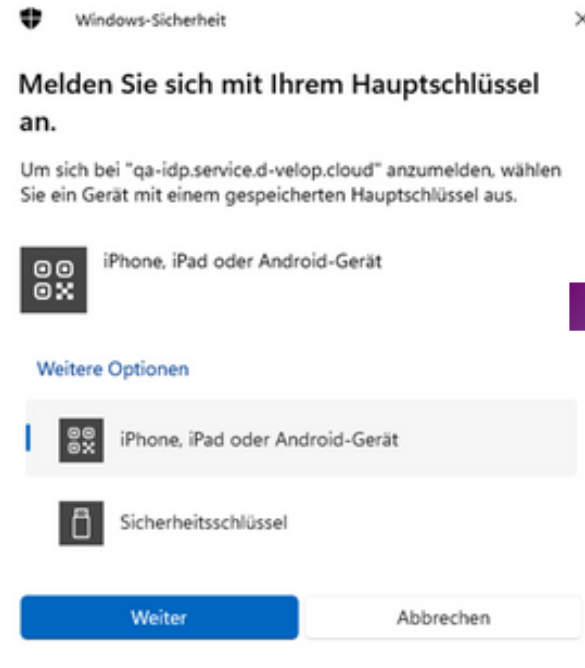 Windows-Sicherheit
Melden Sie sich mit Ihrem Hauptschlüssel
an.
Um sich bei "qa-idp.service.d-velop.cloud" anzumelden, wählen
Sie ein Gerät mit einem gespeicherten Hauptschlüssel aus.
iPhone, iPad oder Android-Gerät
Weitere Optionen
iPhone, iPad oder Android-Gerät
Sicherheitsschlüssel
Weiter
Abbrechen